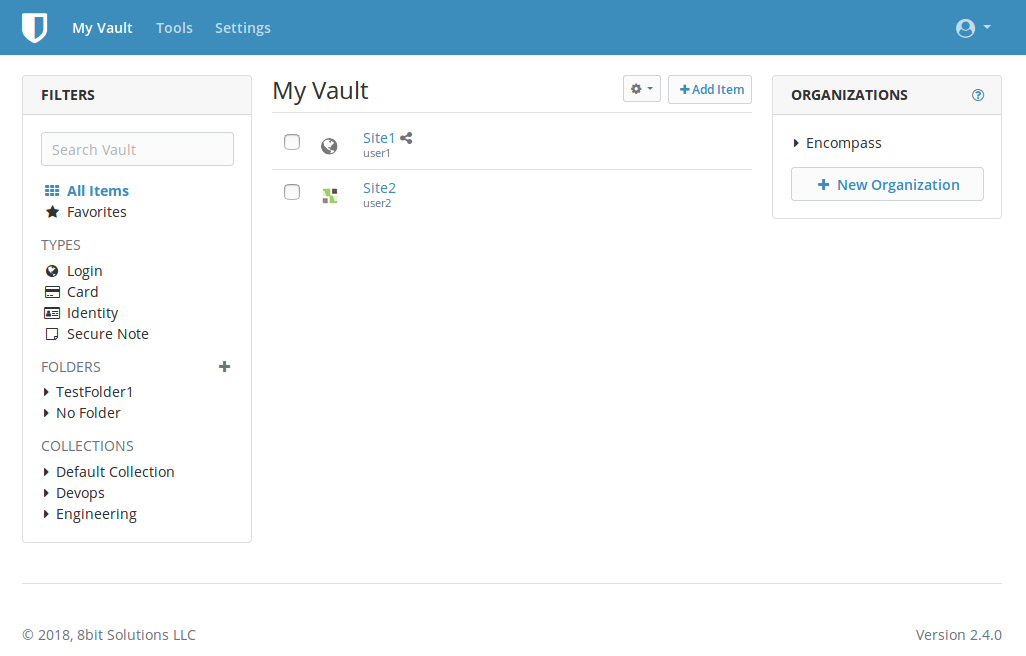 My Vault Tools Settings
FILTERS
Search Vault
All Items
Favorites
TYPES
Login
Card
Identity
Secure Note
FOLDERS
TestFolder1
No Folder
COLLECTIONS
Default Collection
Devops
Engineering
My Vault
Add Item
Site1
user1
Site2
user2
ORGANIZATIONS
Encompass
New Organization
© 2018, 8bit Solutions LLC
Version 2.4.0